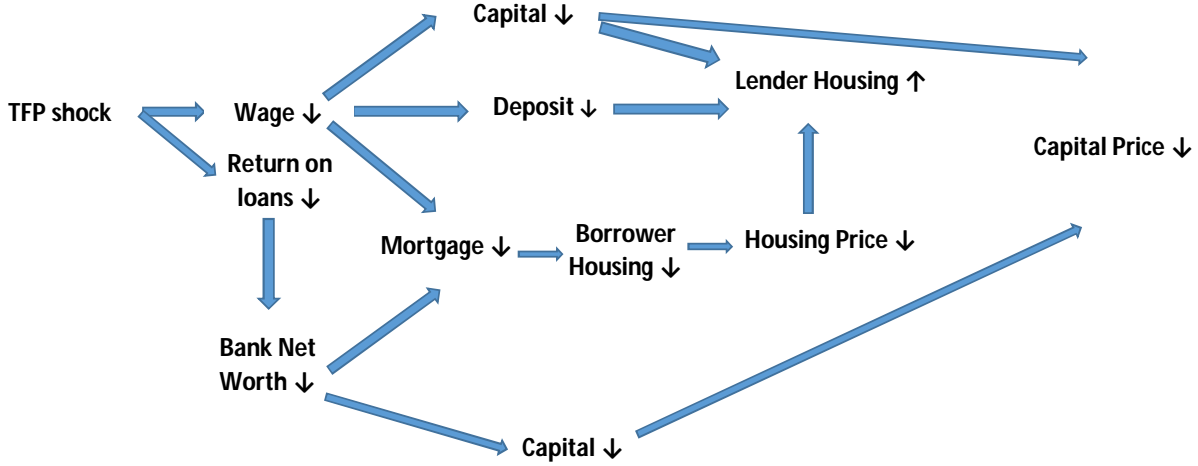 Capital ↓
Lender Housing ↑
TFP shock
Wage ↓
Deposit ↓
Capital Price ↓
Return on
loans ↓
Mortgage ↓
Borrower
Housing ↓
Housing Price ↓
Bank Net
Worth ↓
Capital ↓